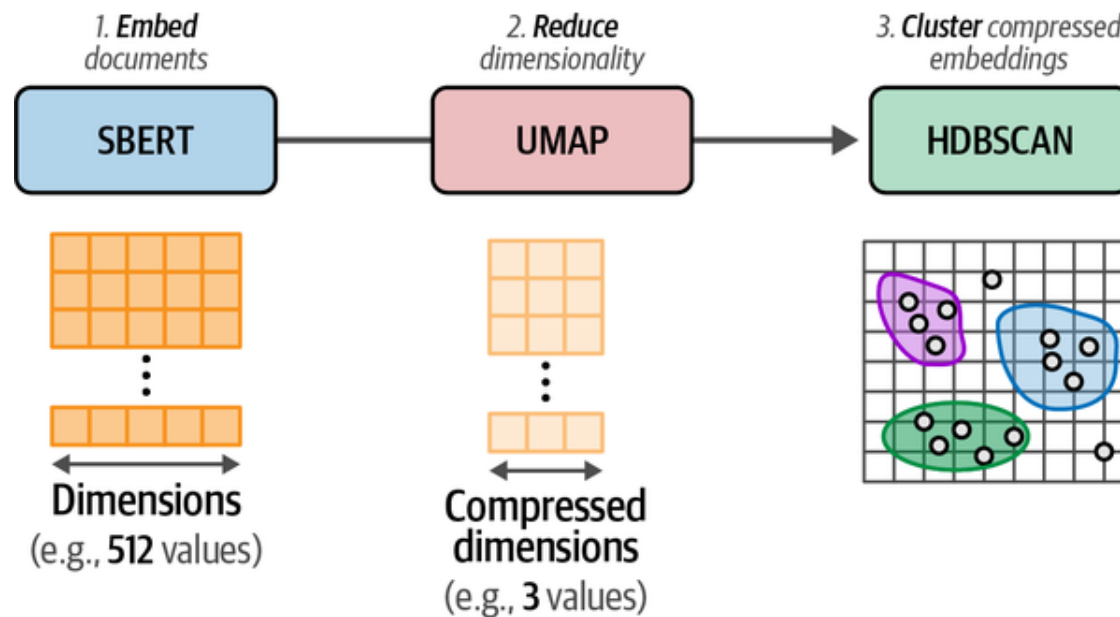 1. Embed
documents
2. Reduce
dimensionality
3. Cluster compressed
embeddings
SBERT
UMAP
HDBSCAN
Dimensions
(e.g., 512 values)
Compressed
dimensions
(e.g., 3 values)